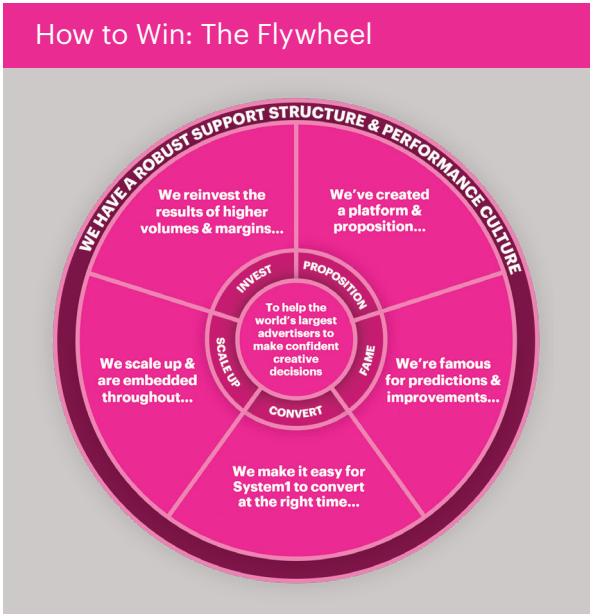 How to Win: The Flywheel
WE HAVE A ROBUST SUPPORT STRUCTURE & PERFORMANCE CULTURE
We've created
a platform &
proposition...
PROPOSITION
We're famous
for predictions &
improvements...
FAME
We make it easy for
System1 to convert
at the right time...
CONVERT
We scale up &
are embedded
throughout...
SCALE UP
We reinvest the
results of higher
volumes & margins...
INVEST
To help the
world's largest
advertisers to
make confident
creative
decisions